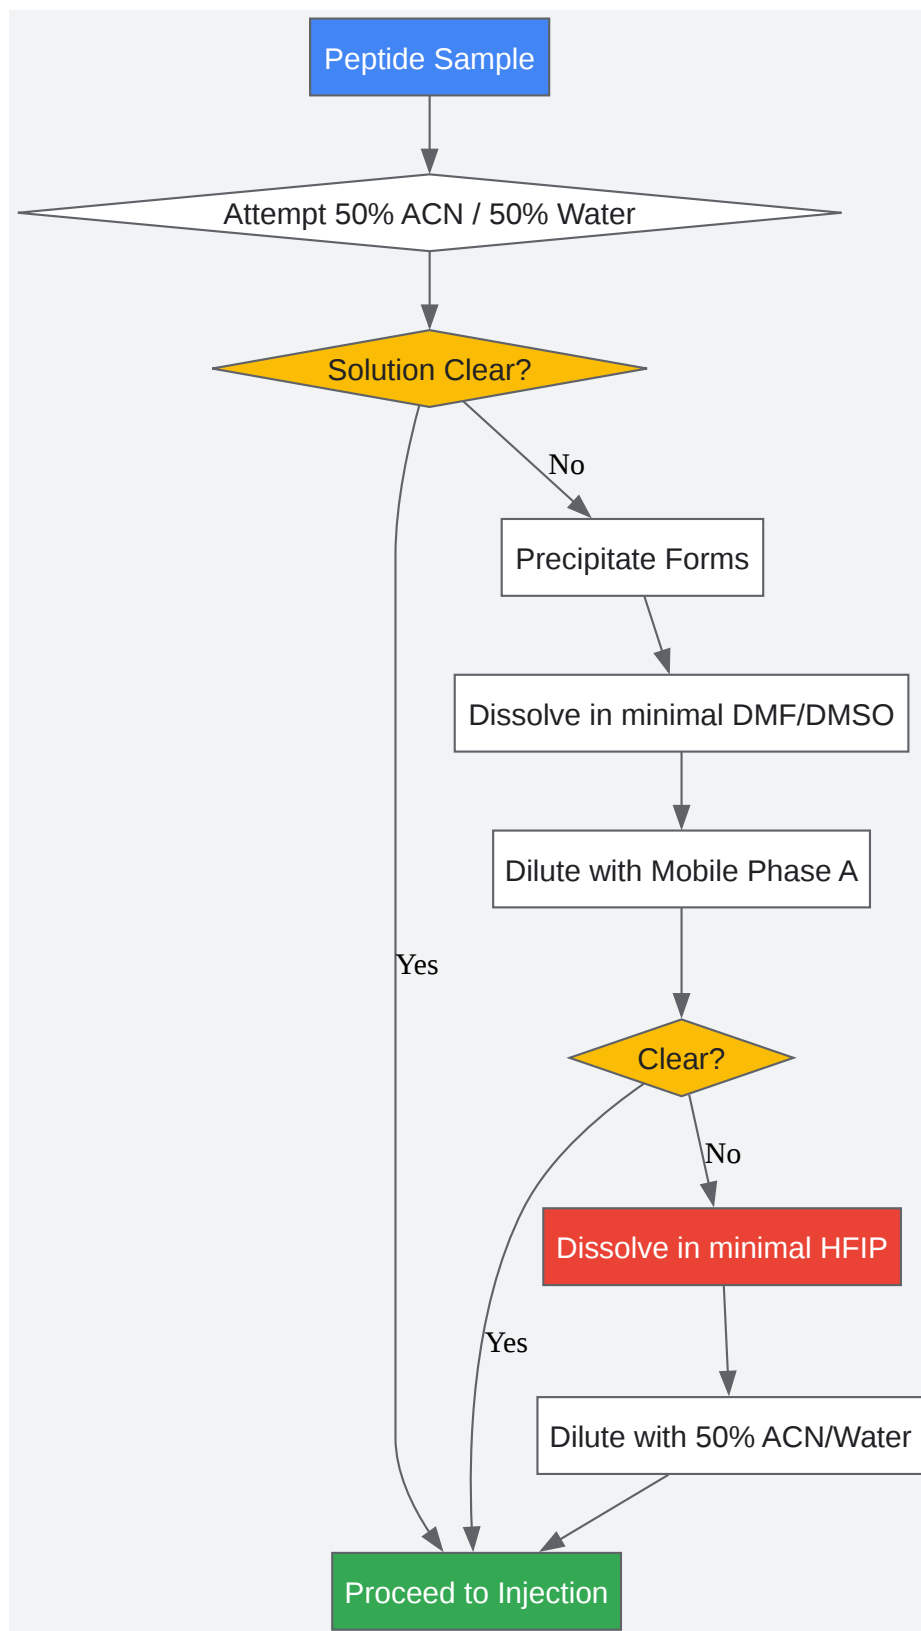 Peptide Sample
Attempt 50% ACN / 50% Water
Solution Clear?
No
Precipitate Forms
Dissolve in minimal DMF/DMSO
Dilute with Mobile Phase A
Yes
Clear?
No
Dissolve in minimal HFIP
Yes
Dilute with 50% ACN/Water
Proceed to Injection